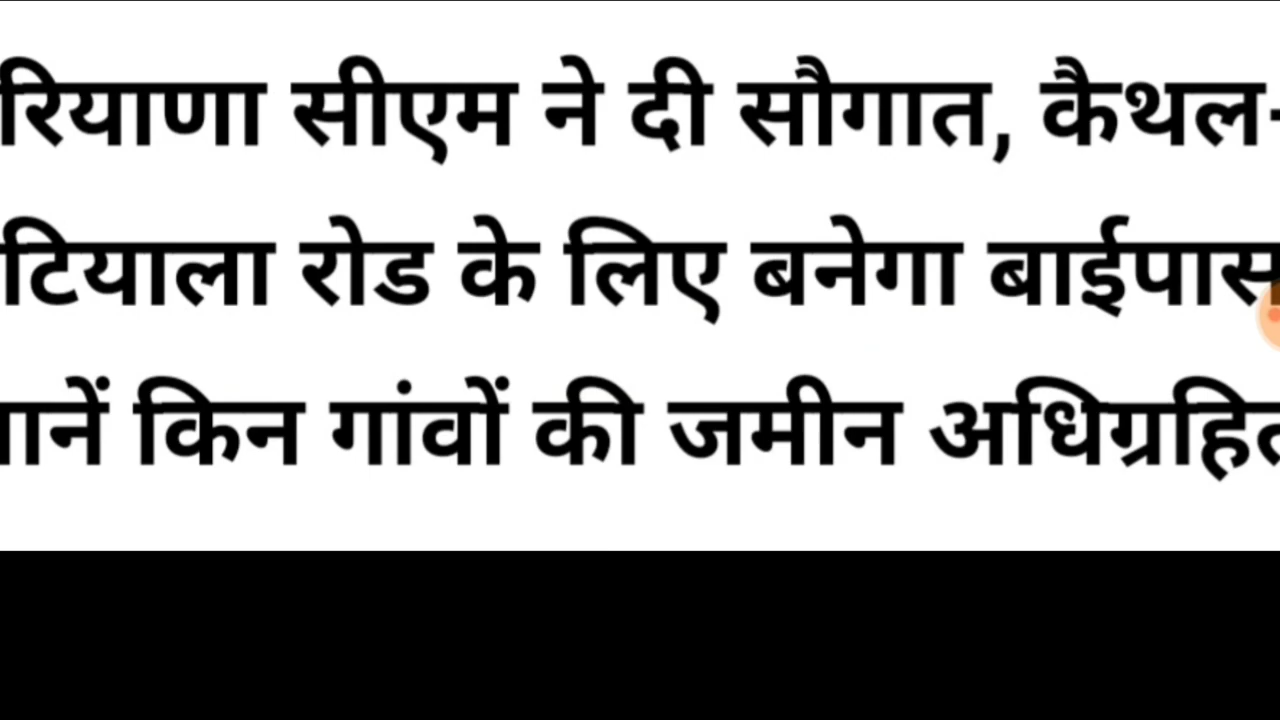 रियाणा सीएम ने दी सौगात, कैथल-
टियाला रोड के लिए बनेगा बाईपास
ानें किन गांवों की जमीन अधिग्रहित